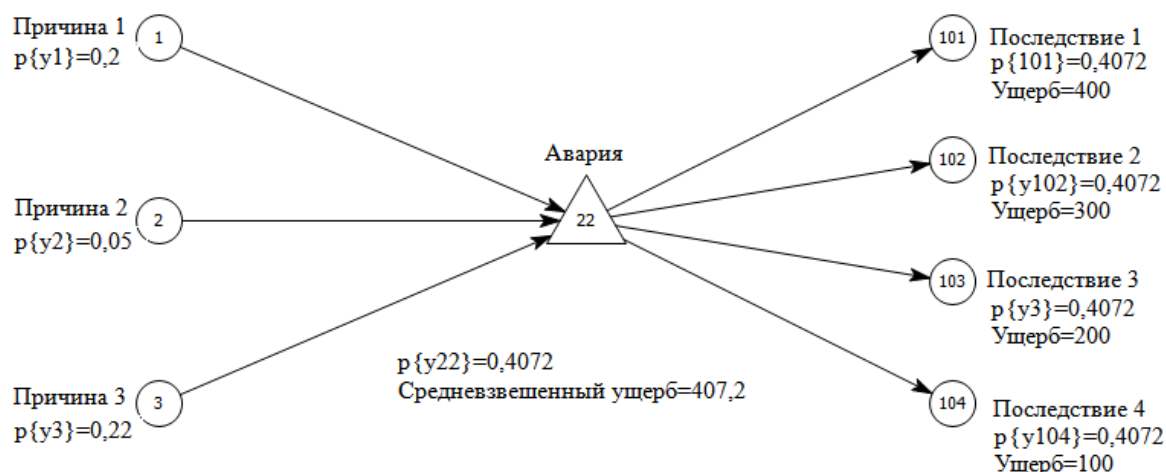 Причина 1
p{y1}=0,2
1
101
Последствие 1
p{101}=0,4072
Ущерб=400
Авария
102
Последствие 2
p{y102}=0,4072
Ущерб=300
Причина 2
p{y2}=0,05
2
22
103
Последствие 3
p{y3}=0,4072
Ущерб=200
p{y22}=0,4072
Средневзвешенный ущерб=407,2
Причина 3
p{y3}=0,22
3
104
Последствие 4
p{y104}=0,4072
Ущерб=100